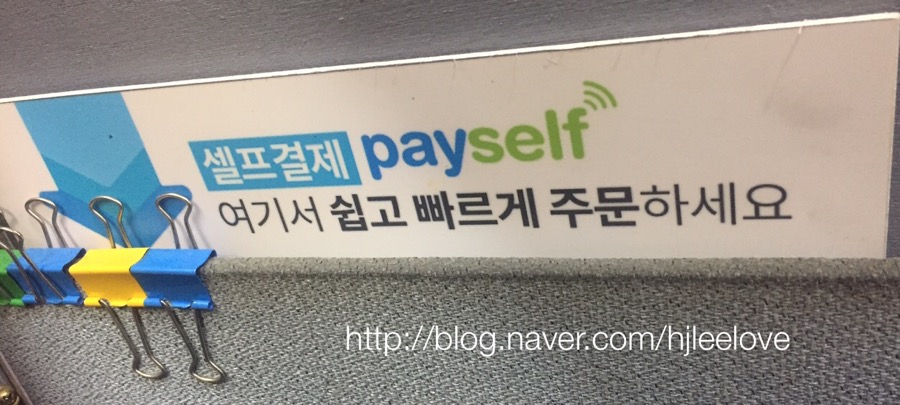 셀프결제 payself
여기서 쉽고 빠르게 주문하세요
http://blog.naver.com/hjleelove